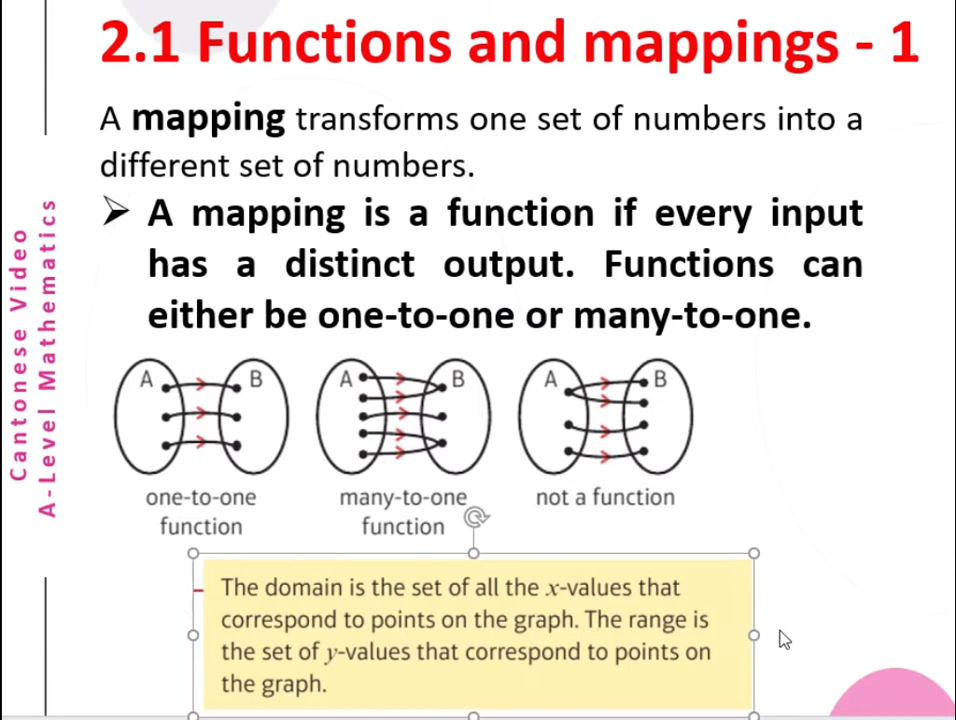 2.1 Functions and mappings - 1
A mapping transforms one set of numbers into a
different set of numbers.
➤ A mapping is a function if every input
has a distinct output. Functions can
either be one-to-one or many-to-one.
Cantonese Video
A-Level Mathematics
A B
A B
A B
one-to-one
function
many-to-one
function
not a function
The domain is the set of all the x-values that
correspond to points on the graph. The range is
the set of y-values that correspond to points on
the graph.